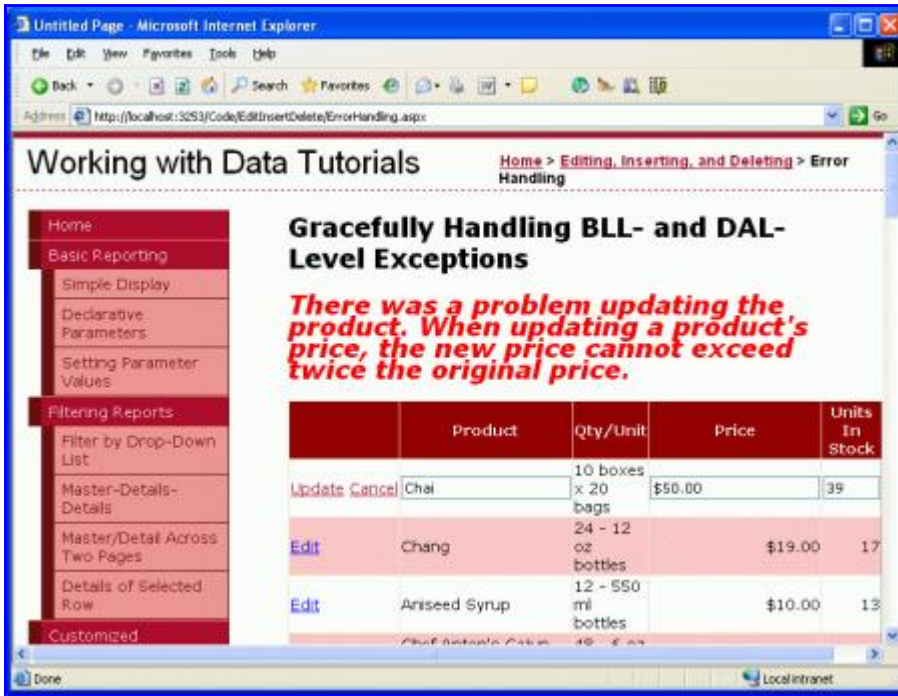 Untitled Page - Microsoft Internet Explorer
File Edit View Favorites Tools Help
Back Search Favorites
Address http://localhost:3253/Code/EditInsertDelete/ErrorHandling.aspx Go
Working with Data Tutorials
Home > Editing, Inserting, and Deleting > Error
Handling
Home
Basic Reporting
Simple Display
Declarative
Parameters
Setting Parameter
Values
Filtering Reports
Filter by Drop-Down
List
Master-Details-
Details
Master/Detail Across
Two Pages
Details of Selected
Row
Customized
Gracefully Handling BLL- and DAL-
Level Exceptions
There was a problem updating the
product. When updating a product's
price, the new price cannot exceed
twice the original price.
Product Qty/Unit Price Units
In
Stock
Update Cancel Chai 10 boxes
x 20
bags $50.00 39
Edit Chang 24 - 12
oz
bottles $19.00 17
Edit Aniseed Syrup 12 - 550
ml
bottles $10.00 13
Done Local intranet